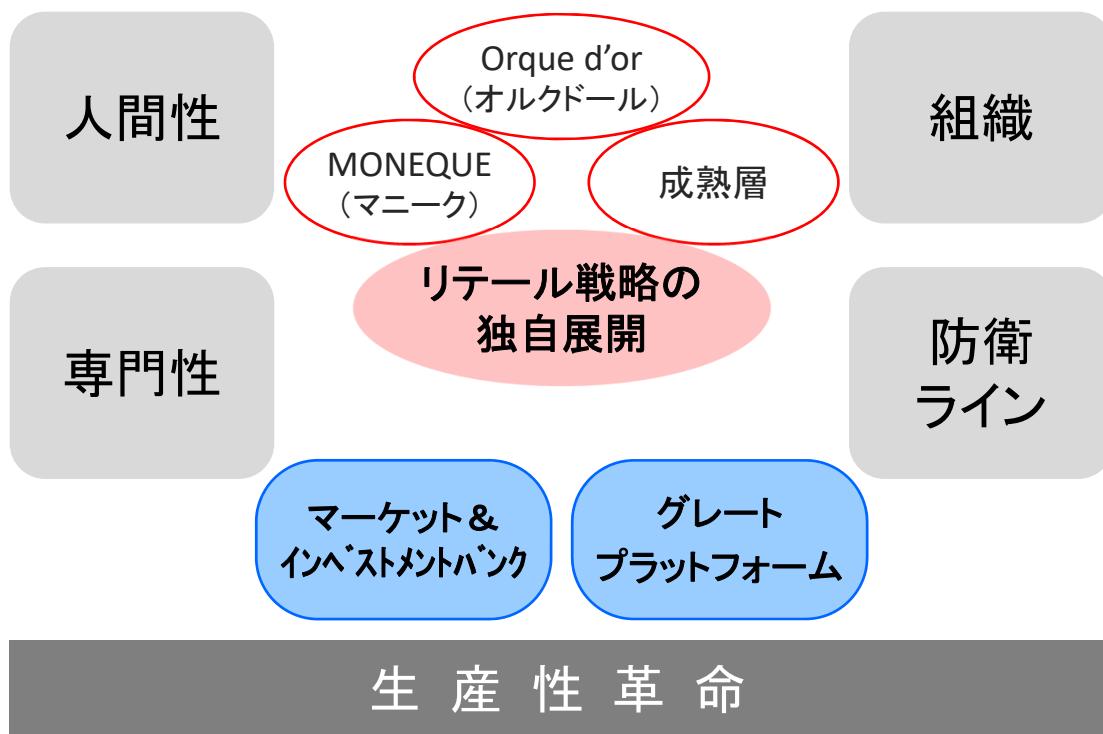 人間性
Orque d’or
（オルクドール）
組織
MONEQUE
（マニーク）
成熟層
リテール戦略の
独自展開
専門性
防衛
ライン
マーケット＆
ｲﾝﾍﾞｽﾄﾒﾝﾄﾊﾞﾝｸ
グレート
プラットフォーム
生産性革命